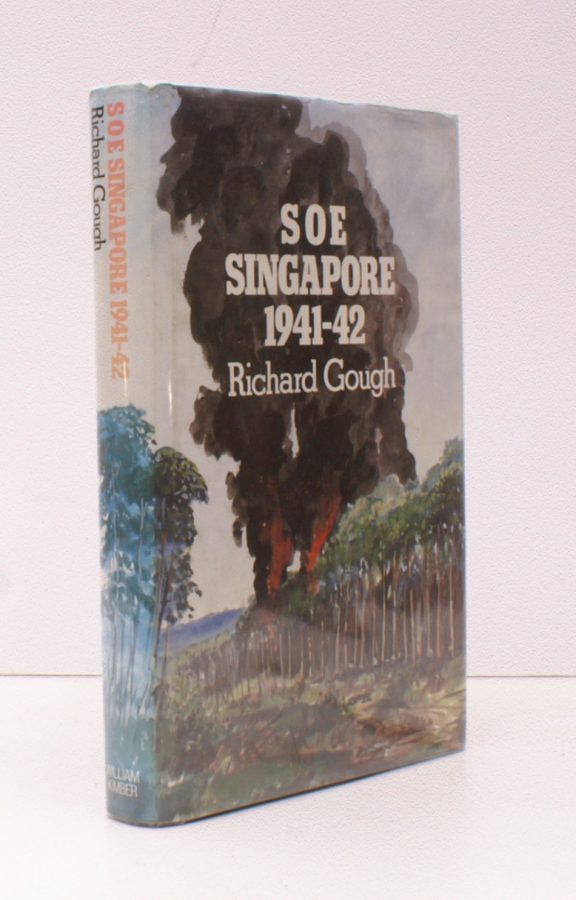 SOE
SINGAPORE
1941-42
Richard Gough
SOE SINGAPORE 1941-42
Richard Gough
WILLIAM
KIMBER